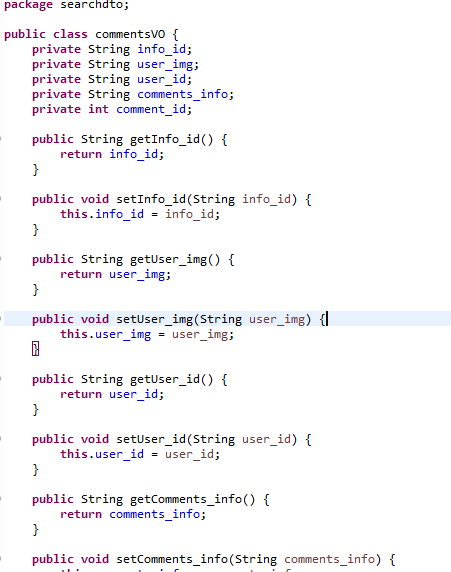 package searchdto;
public class commentsVO {
private String info_id;
private String user_img;
private String user_id;
private String comments_info;
private int comment_id;
public String getInfo_id() {
return info_id;
}
public void setInfo_id(String info_id) {
this.info_id = info_id;
}
public String getUser_img() {
return user_img;
}
public void setUser_img(String user_img) {
this.user_img = user_img;
}
public String getUser_id() {
return user_id;
}
public void setUser_id(String user_id) {
this.user_id = user_id;
}
public String getComments_info() {
return comments_info;
}
public void setComments_info(String comments_info) {